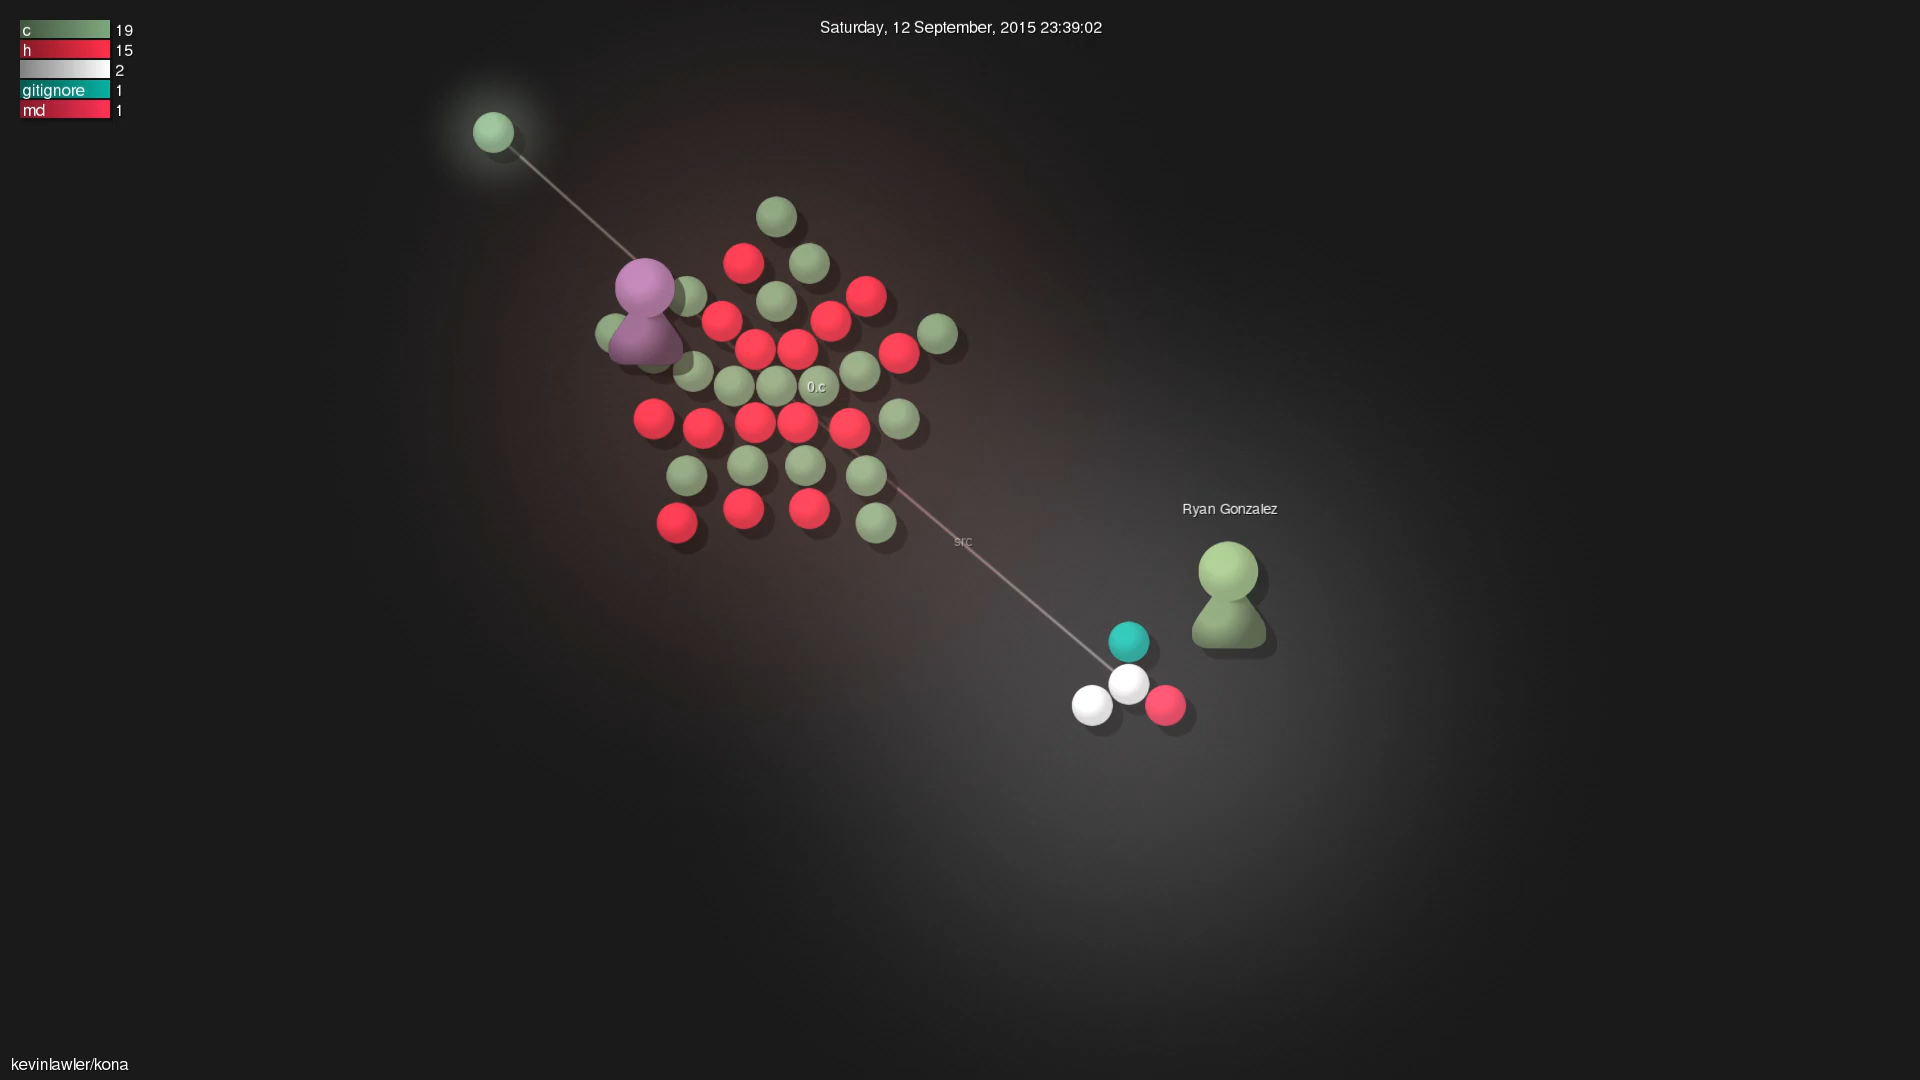 c 19
h 15
2
gitignore 1
md 1
Saturday, 12 September, 2015 23:39:02
0.c
Ryan Gonzalez
src
kevinlawler/kona